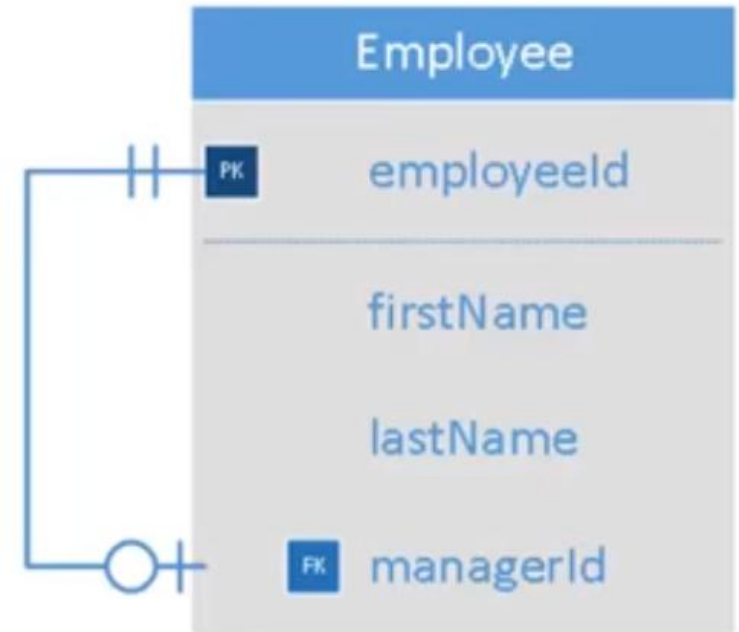 Employee
PK employeeId
firstName
lastName
FK managerId